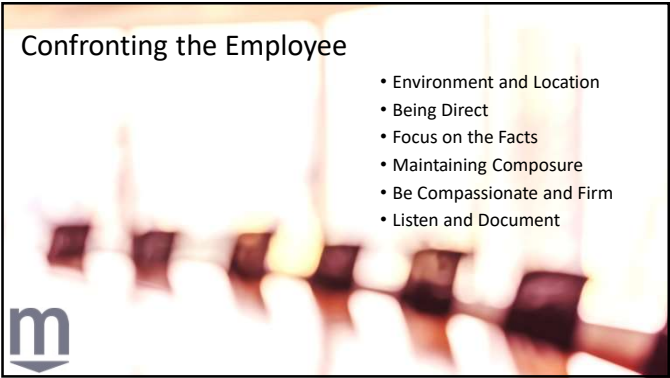 Confronting the Employee
• Environment and Location
• Being Direct
• Focus on the Facts
• Maintaining Composure
• Be Compassionate and Firm
• Listen and Document
m